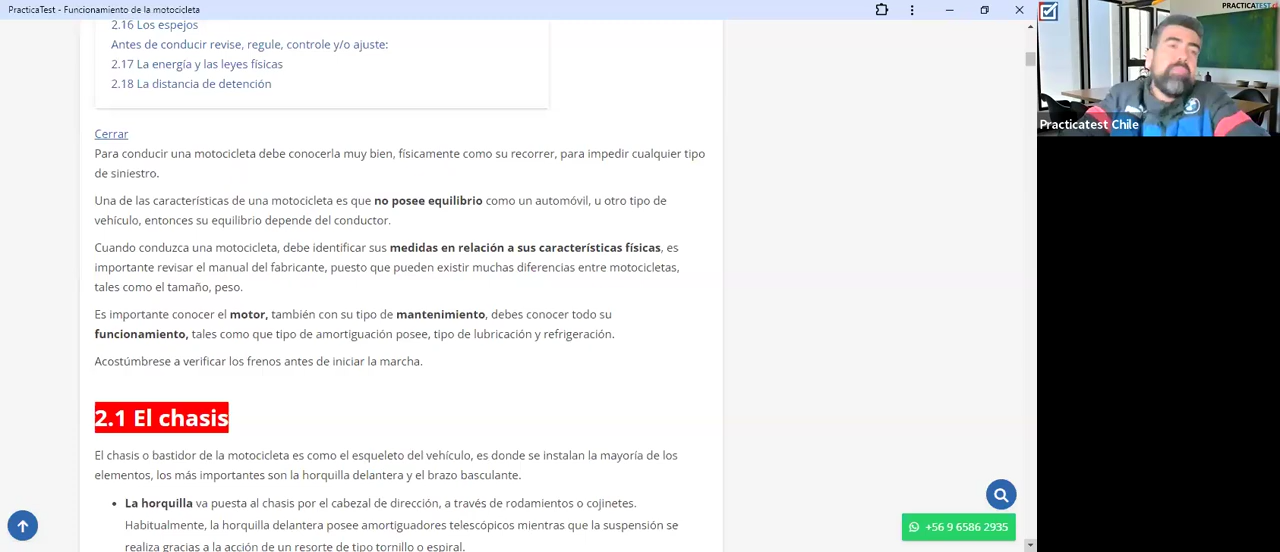 PracticaTest - Funcionamiento de la motocicleta
PRACTICATEST
2.16 Los espejos
Antes de conducir revise, regule, controle y/o ajuste:
2.17 La energía y las leyes físicas
2.18 La distancia de detención
Practicatest Chile
Cerrar
Para conducir una motocicleta debe conocerla muy bien, físicamente como su recorrer, para impedir cualquier tipo
de siniestro.
Una de las características de una motocicleta es que no posee equilibrio como un automóvil, u otro tipo de
vehículo, entonces su equilibrio depende del conductor.
Cuando conduzca una motocicleta, debe identificar sus medidas en relación a sus características físicas, es
importante revisar el manual del fabricante, puesto que pueden existir muchas diferencias entre motocicletas,
tales como el tamaño, peso.
Es importante conocer el motor, también con su tipo de mantenimiento, debes conocer todo su
funcionamiento, tales como que tipo de amortiguación posee, tipo de lubricación y refrigeración.
Acostúmbrese a verificar los frenos antes de iniciar la marcha.
2.1 El chasis
El chasis o bastidor de la motocicleta es como el esqueleto del vehículo, es donde se instalan la mayoría de los
elementos, los más importantes son la horquilla delantera y el brazo basculante.
• La horquilla va puesta al chasis por el cabezal de dirección, a través de rodamientos o cojinetes.
Habitualmente, la horquilla delantera posee amortiguadores telescópicos mientras que la suspensión se
realiza gracias a la acción de un resorte de tipo tornillo o espiral.
+56 9 6586 2935